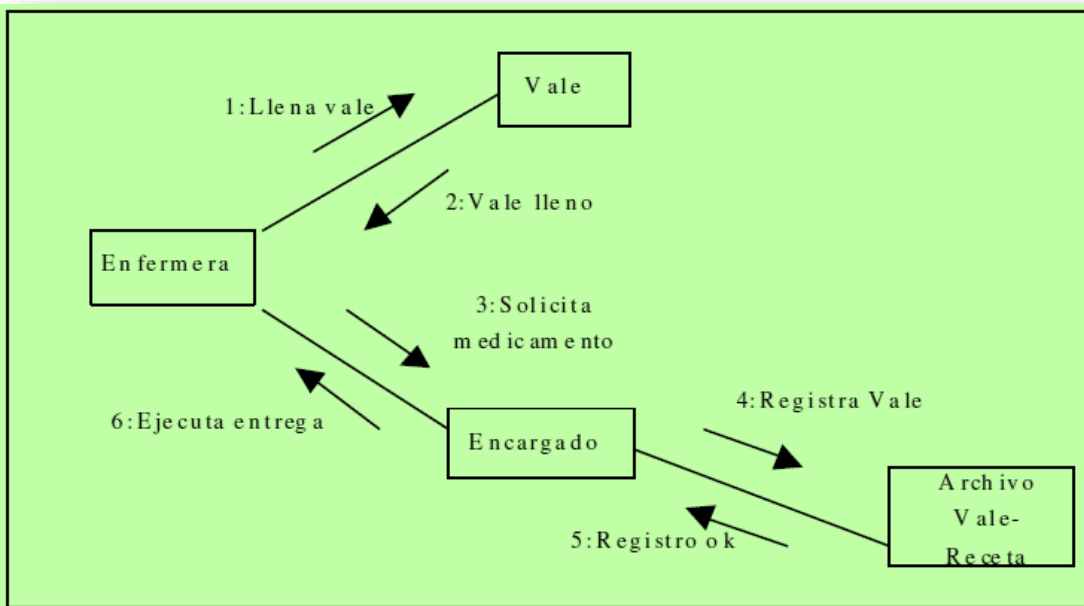 Vale
1:Llena vale
2:Vale lleno
Enfermera
3:Solicita
medicamento
6:Ejecuta entrega
4:Registra Vale
Encargado
Archivo
Vale-
Receta
5:Registro ok